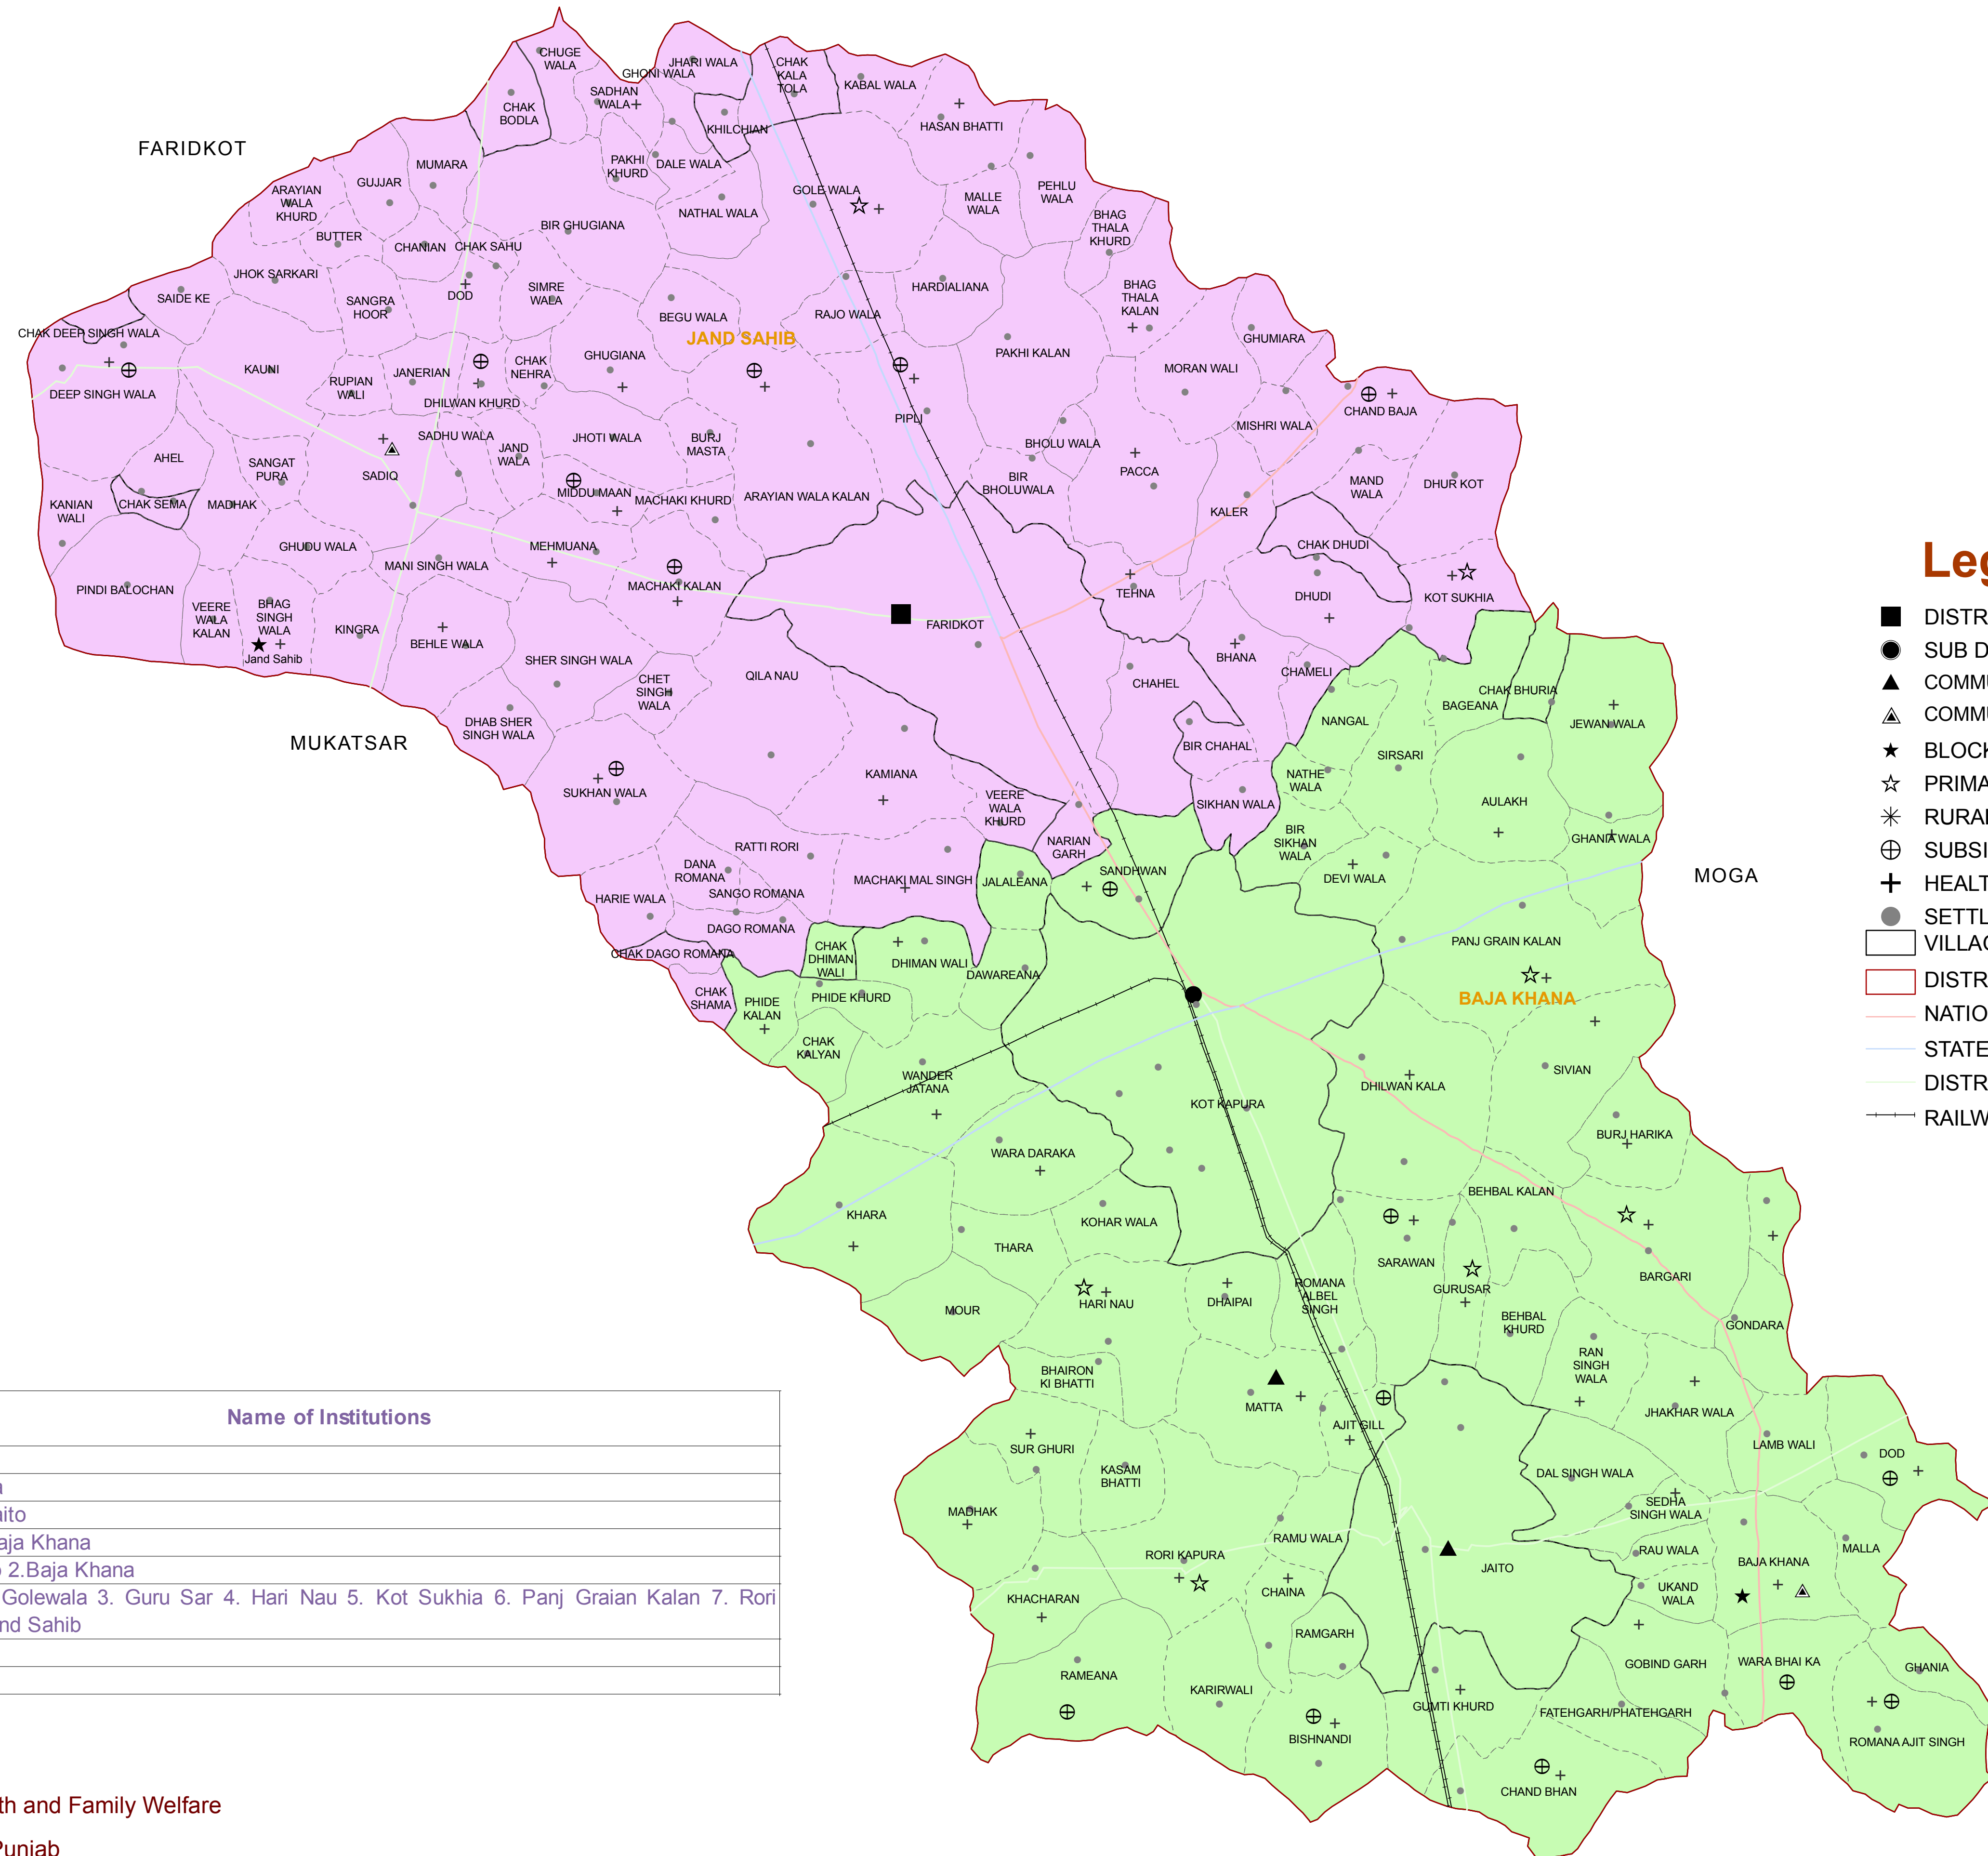 CHUGE
WALA
GHONI WALA
JHARI WALA
CHAK
KALA
TOLA
KABAL WALA
SADHAN
WALA
CHAK
BODLA
KHILCHIAN
HASAN BHATTI
FARIDKOT
MUMARA
PAKHI
KHURD
DALE WALA
GUJJAR
ARAYIAN
WALA
KHURD
GOLE WALA
MALLE
WALA
PEHLU
WALA
NATHAL WALA
BHAG
THALA
KHURD
BIR GHUGIANA
BUTTER
CHANIAN
CHAK SAHU
JHOK SARKARI
SAIDE KE
DOD
SIMRE
WALA
SANGRA
HOOR
HARDIALIANA
BHAG
THALA
KALAN
BEGU WALA
RAJO WALA
CHAK DEEP SINGH WALA
JAND SAHIB
GHUMIARA
PAKHI KALAN
KAUNI
RUPIAN
WALI
JANERIAN
CHAK
NEHRA
GHUGIANA
MORAN WALI
DEEP SINGH WALA
DHILWAN KHURD
PIPLI
CHAND BAJA
MISHRI WALA
SADHU WALA
JAND
WALA
JHOTI WALA
BURJ
MASTA
BHOLU WALA
AHEL
SANGAT
PURA
SADIQ
BIR
BHOLUWALA
PACCA
MAND
WALA
DHUR KOT
KANIAN
WALI
CHAK SEMA
MADHAK
MIDDU MAAN
MACHAKI KHURD
ARAYIAN WALA KALAN
KALER
GHUDU WALA
MEHMUANA
CHAK DHUDI
MANI SINGH WALA
MACHAKI KALAN
PINDI BALOCHAN
TEHNA
DHUDI
KOT SUKHIA
VEERE
WALA
KALAN
BHAG
SINGH
WALA
Jand Sahib
KINGRA
BEHLE WALA
FARIDKOT
SHER SINGH WALA
CHET
SINGH
WALA
QILA NAU
BHANA
CHAHEL
CHAMELI
CHAK BHURIA
BAGEANA
JEWAN WALA
DHAB SHER
SINGH WALA
MUKATSAR
NANGAL
BIR CHAHAL
SIRSARI
KAMIANA
NATHE
WALA
SUKHAN WALA
VEERE
WALA
KHURD
SIKHAN WALA
AULAKH
NARIAN
GARH
BIR
SIKHAN
WALA
GHANIA WALA
RATTI RORI
DANA
ROMANA
SANGO ROMANA
MACHAKI MAL SINGH
JALALEANA
SANDHWAN
DEVI WALA
MOGA
HARIE WALA
DAGO ROMANA
CHAK DAGO ROMANA
CHAK
DHIMAN
WALI
DHIMAN WALI
DAWAREANA
PANJ GRAIN KALAN
CHAK
SHAMA
PHIDE
KALAN
PHIDE KHURD
BAJA KHANA
CHAK
KALYAN
WANDER
JATANA
DHILWAN KALA
SIVIAN
KOT KAPURA
BURJ HARIKA
WARA DARAKA
BEHBAL KALAN
KHARA
KOHAR WALA
THARA
SARAWAN
BARGARI
MOUR
HARI NAU
DHAIPAI
ROMANA
ALBEL
SINGH
GURUSAR
BEHBAL
KHURD
GONDARA
RAN
SINGH
WALA
BHAIRON
KI BHATTI
MATTA
AJIT GILL
JHAKHAR WALA
LAMB WALI
DOD
SUR GHURI
KASAM
BHATTI
DAL SINGH WALA
SEDHA
SINGH WALA
MADHAK
RAMU WALA
RORI KAPURA
JAITO
RAU WALA
BAJA KHANA
MALLA
KHACHARAN
CHAINA
UKAND
WALA
RAMGARH
RAMEANA
GOBIND GARH
WARA BHAI KA
GHANIA
KARIRWALI
GUMTI KHURD
FATEHGARH/PHATEHGARH
BISHNANDI
ROMANA AJIT SINGH
CHAND BHAN
Leg
DISTR
SUB D
COMMU
COMMU
BLOCK
PRIMA
RURAL
SUBSI
HEALT
SETTL
VILLAG
DISTR
NATIO
STATE
DISTR
RAILW
Name of Institutions
a
aito
aja Khana
2.Baja Khana
Golewala 3. Guru Sar 4. Hari Nau 5. Kot Sukhia 6. Panj Graian Kalan 7. Rori
nd Sahib
th and Family Welfare
Punjab